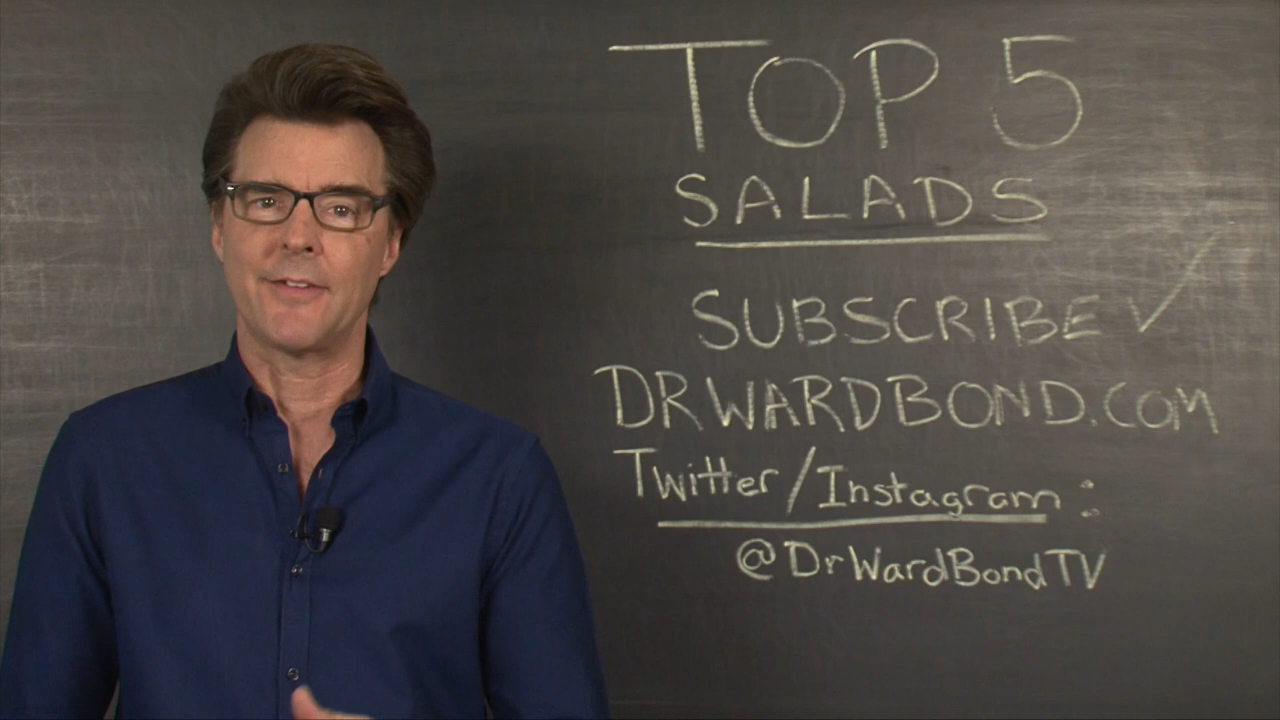 TOP 5
SALADS
SUBSCRIBE ✓
DRWARDBOND.COM
Twitter/Instagram:
@DrWardBondTV